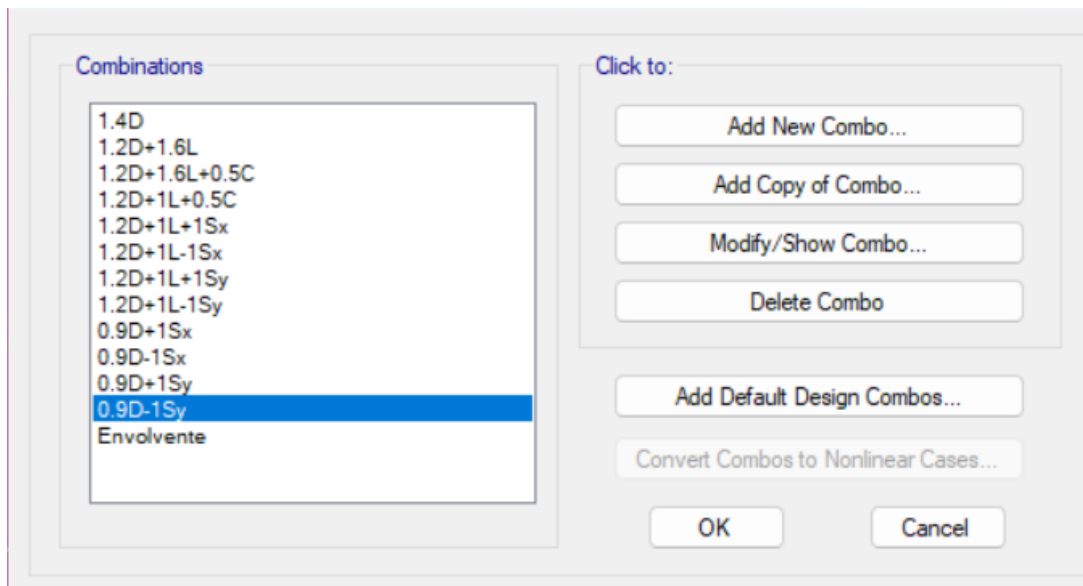 Combinations
1.4D
1.2D+1.6L
1.2D+1.6L+0.5C
1.2D+1L+0.5C
1.2D+1L+1Sx
1.2D+1L-1Sx
1.2D+1L+1Sy
1.2D+1L-1Sy
0.9D+1Sx
0.9D-1Sx
0.9D+1Sy
0.9D-1Sy
Envolvente
Click to:
Add New Combo...
Add Copy of Combo...
Modify/Show Combo...
Delete Combo
Add Default Design Combos...
Convert Combos to Nonlinear Cases...
OK
Cancel